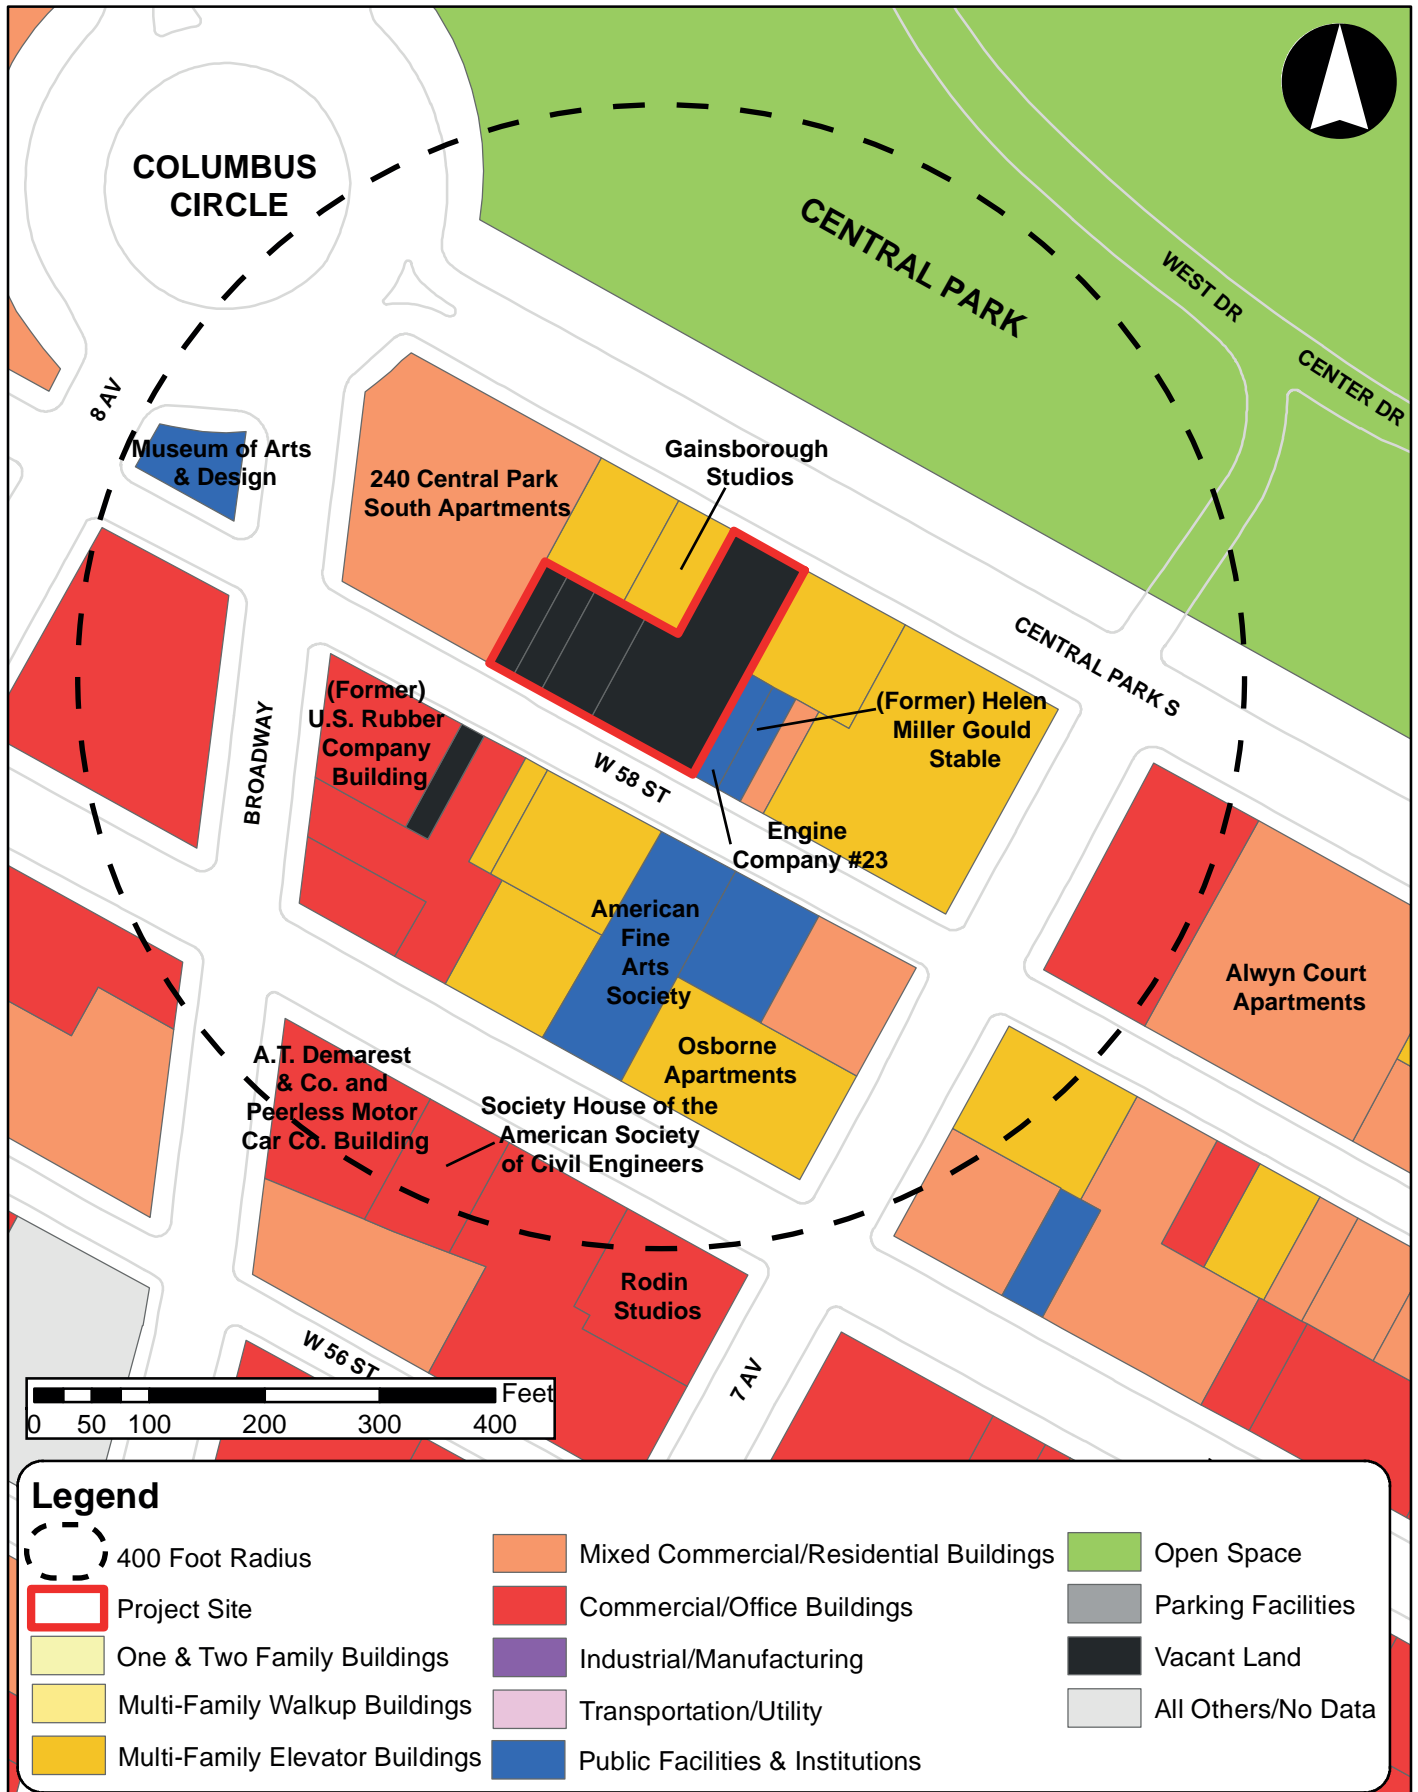 COLUMBUS
CIRCLE
CENTRAL PARK
WEST DR
CENTER DR
8 AV
Museum of Arts
& Design
240 Central Park
South Apartments
Gainsborough
Studios
CENTRAL PARK S
(Former)
U.S. Rubber
Company
Building
BROADWAY
W 58 ST
(Former) Helen
Miller Gould
Stable
Engine
Company #23
American
Fine
Arts
Society
Alwyn Court
Apartments
Osborne
Apartments
A.T. Demarest
& Co. and
Peerless Motor
Car Co. Building
Society House of the
American Society
of Civil Engineers
Rodin
Studios
W 56 ST
7 AV
Feet
0 50 100 200 300 400
Legend
400 Foot Radius
Project Site
One & Two Family Buildings
Multi-Family Walkup Buildings
Multi-Family Elevator Buildings
Mixed Commercial/Residential Buildings
Commercial/Office Buildings
Industrial/Manufacturing
Transportation/Utility
Public Facilities & Institutions
Open Space
Parking Facilities
Vacant Land
All Others/No Data